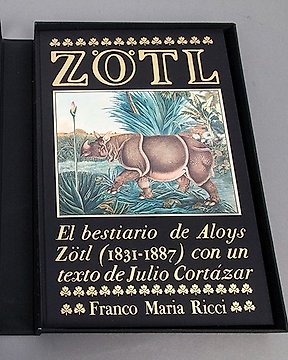 ZÖTL
El bestiario de Aloys
Zötl (1831-1887) con un
texto de Julio Cortázar
Franco Maria Ricci